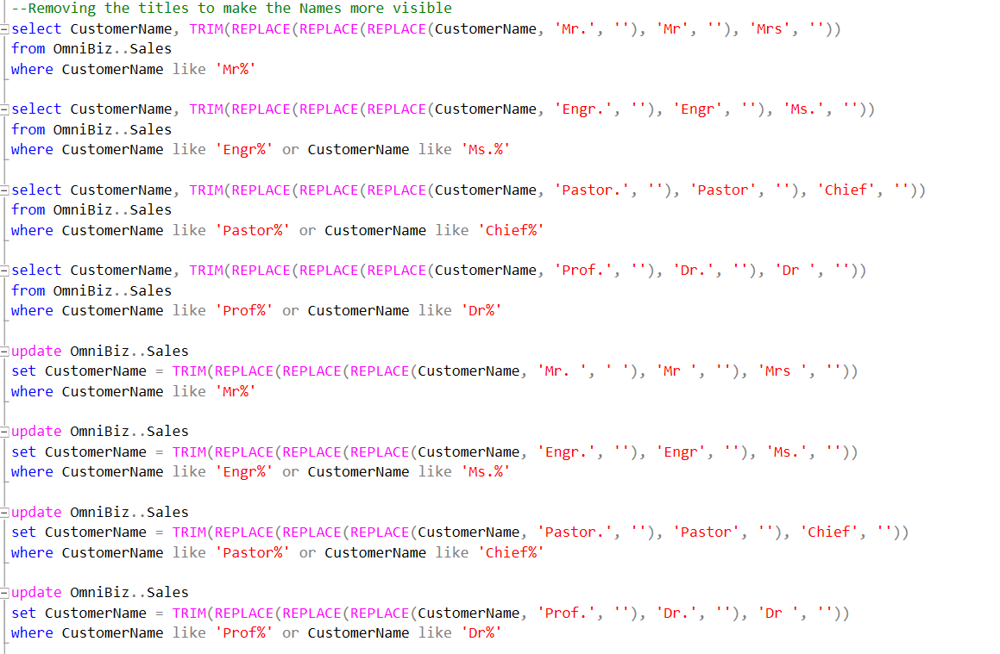 --Removing the titles to make the Names more visible
select CustomerName, TRIM(REPLACE(REPLACE(REPLACE(CustomerName, 'Mr.', ''), 'Mr', ''), 'Mrs', ''))
from OmniBiz..Sales
where CustomerName like 'Mr%'
select CustomerName, TRIM(REPLACE(REPLACE(REPLACE(CustomerName, 'Engr.', ''), 'Engr', ''), 'Ms.', ''))
from OmniBiz..Sales
where CustomerName like 'Engr%' or CustomerName like 'Ms.%'
select CustomerName, TRIM(REPLACE(REPLACE(REPLACE(CustomerName, 'Pastor.', ''), 'Pastor', ''), 'Chief', ''))
from OmniBiz..Sales
where CustomerName like 'Pastor%' or CustomerName like 'Chief%'
select CustomerName, TRIM(REPLACE(REPLACE(REPLACE(CustomerName, 'Prof.', ''), 'Dr.', ''), 'Dr ', ''))
from OmniBiz..Sales
where CustomerName like 'Prof%' or CustomerName like 'Dr%'
update OmniBiz..Sales
set CustomerName = TRIM(REPLACE(REPLACE(REPLACE(CustomerName, 'Mr. ', ' '), 'Mr ', ''), 'Mrs ', ''))
where CustomerName like 'Mr%'
update OmniBiz..Sales
set CustomerName = TRIM(REPLACE(REPLACE(REPLACE(CustomerName, 'Engr.', ''), 'Engr', ''), 'Ms.', ''))
where CustomerName like 'Engr%' or CustomerName like 'Ms.%'
update OmniBiz..Sales
set CustomerName = TRIM(REPLACE(REPLACE(REPLACE(CustomerName, 'Pastor.', ''), 'Pastor', ''), 'Chief', ''))
where CustomerName like 'Pastor%' or CustomerName like 'Chief%'
update OmniBiz..Sales
set CustomerName = TRIM(REPLACE(REPLACE(REPLACE(CustomerName, 'Prof.', ''), 'Dr.', ''), 'Dr ', ''))
where CustomerName like 'Prof%' or CustomerName like 'Dr%'